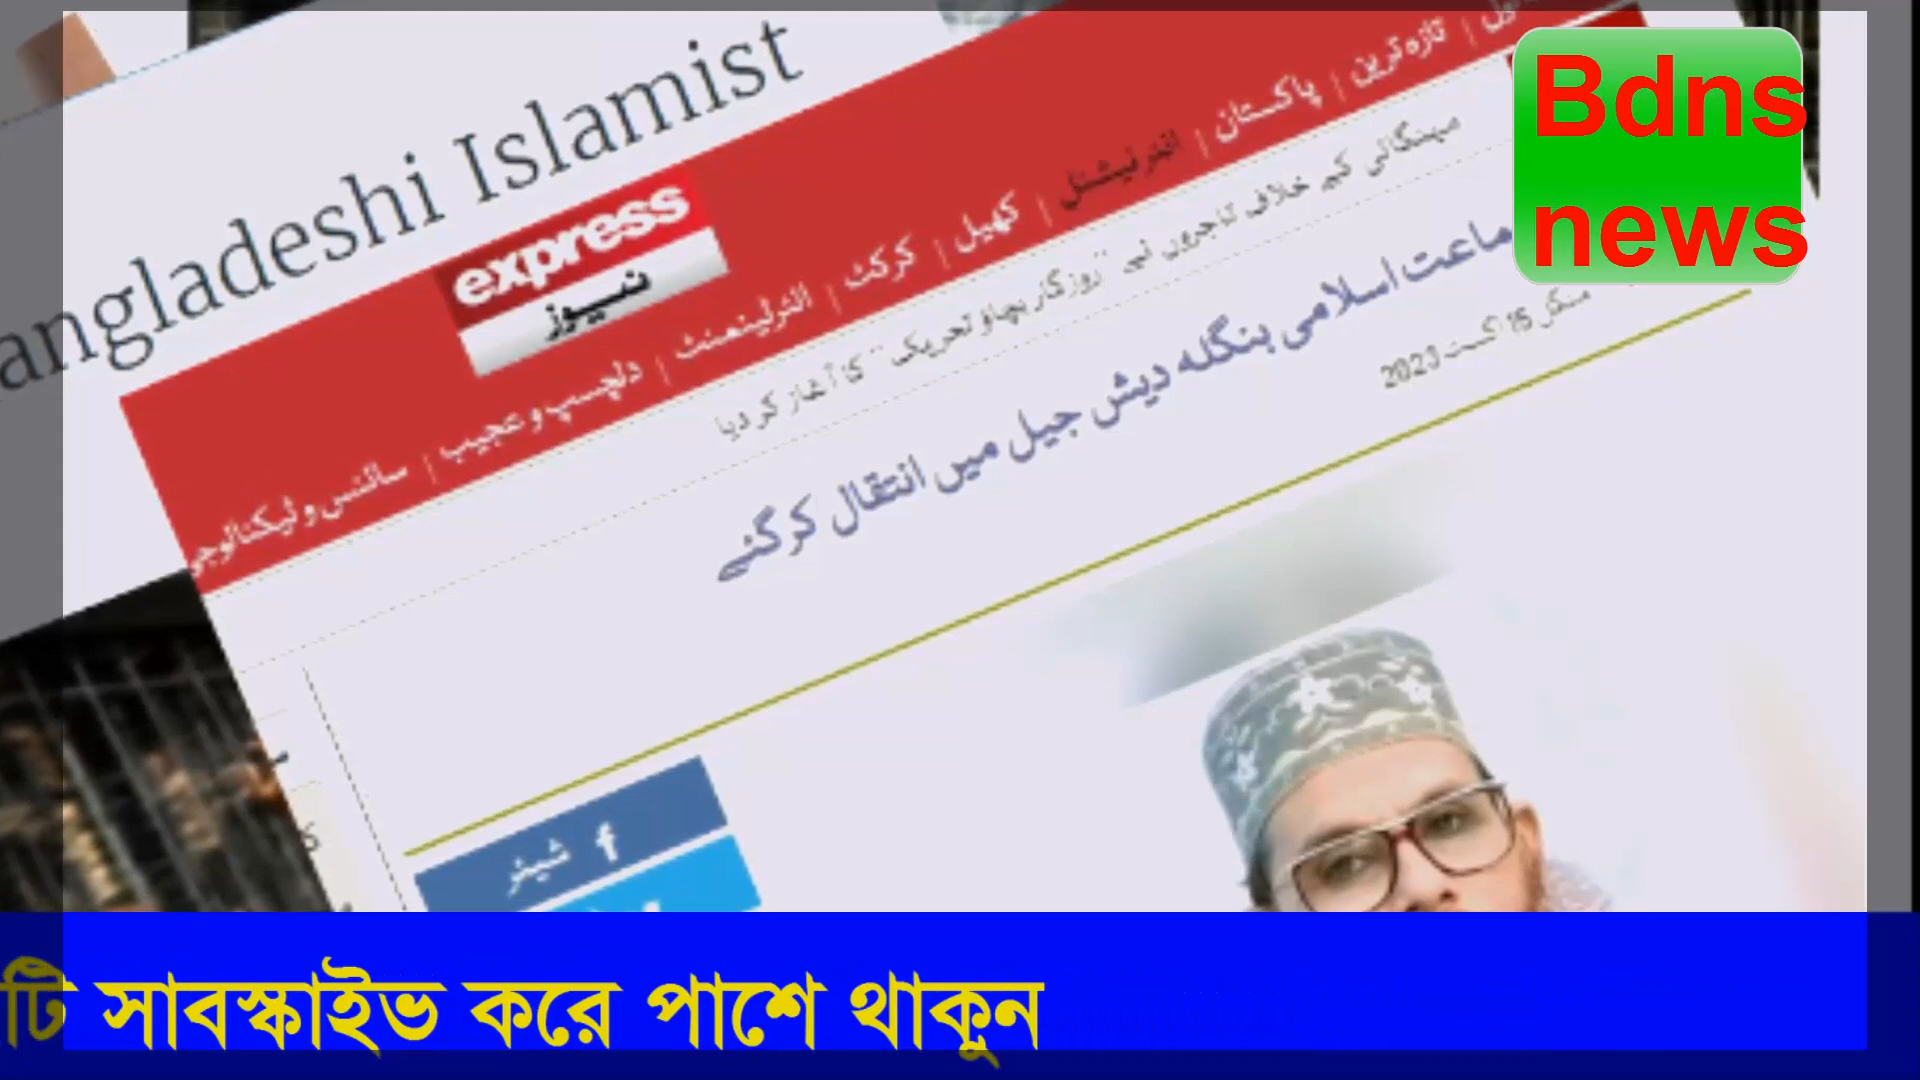 Bangladeshi Islamist
Bdns
news
express
نیوز
تازہ ترین | پاکستان | انٹرنیشنل | کھیل | کرکٹ | انٹرٹینمنٹ | دلچسپ و عجیب | سائنس و ٹیکنالوجی
مہنگائی کے خلاف تاجروں نے "روزگار بچاؤ تحریک" کا آغاز کر دیا
اسلامی بنگلہ دیش جیل میں انتقال کرگئے
منگل 15 اگست 2023
شیئر
টি সাবস্কাইভ করে পাশে থাকুন